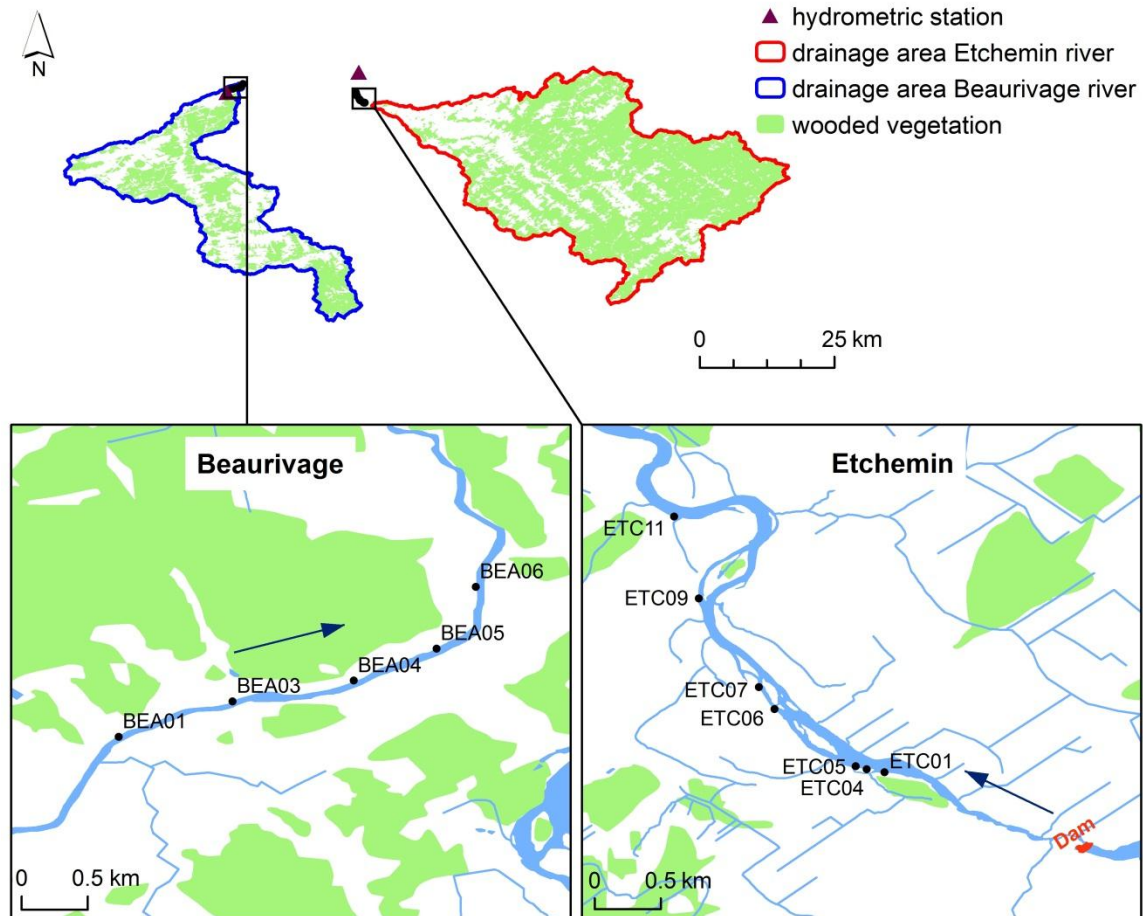 N
hydrometric station
drainage area Etchemin river
drainage area Beaurivage river
wooded vegetation
0 25 km
Beaurivage
BEA06
BEA05
BEA04
BEA03
BEA01
0 0.5 km
Etchemin
ETC11
ETC09
ETC07
ETC06
ETC05
ETC01
ETC04
Dam
0 0.5 km